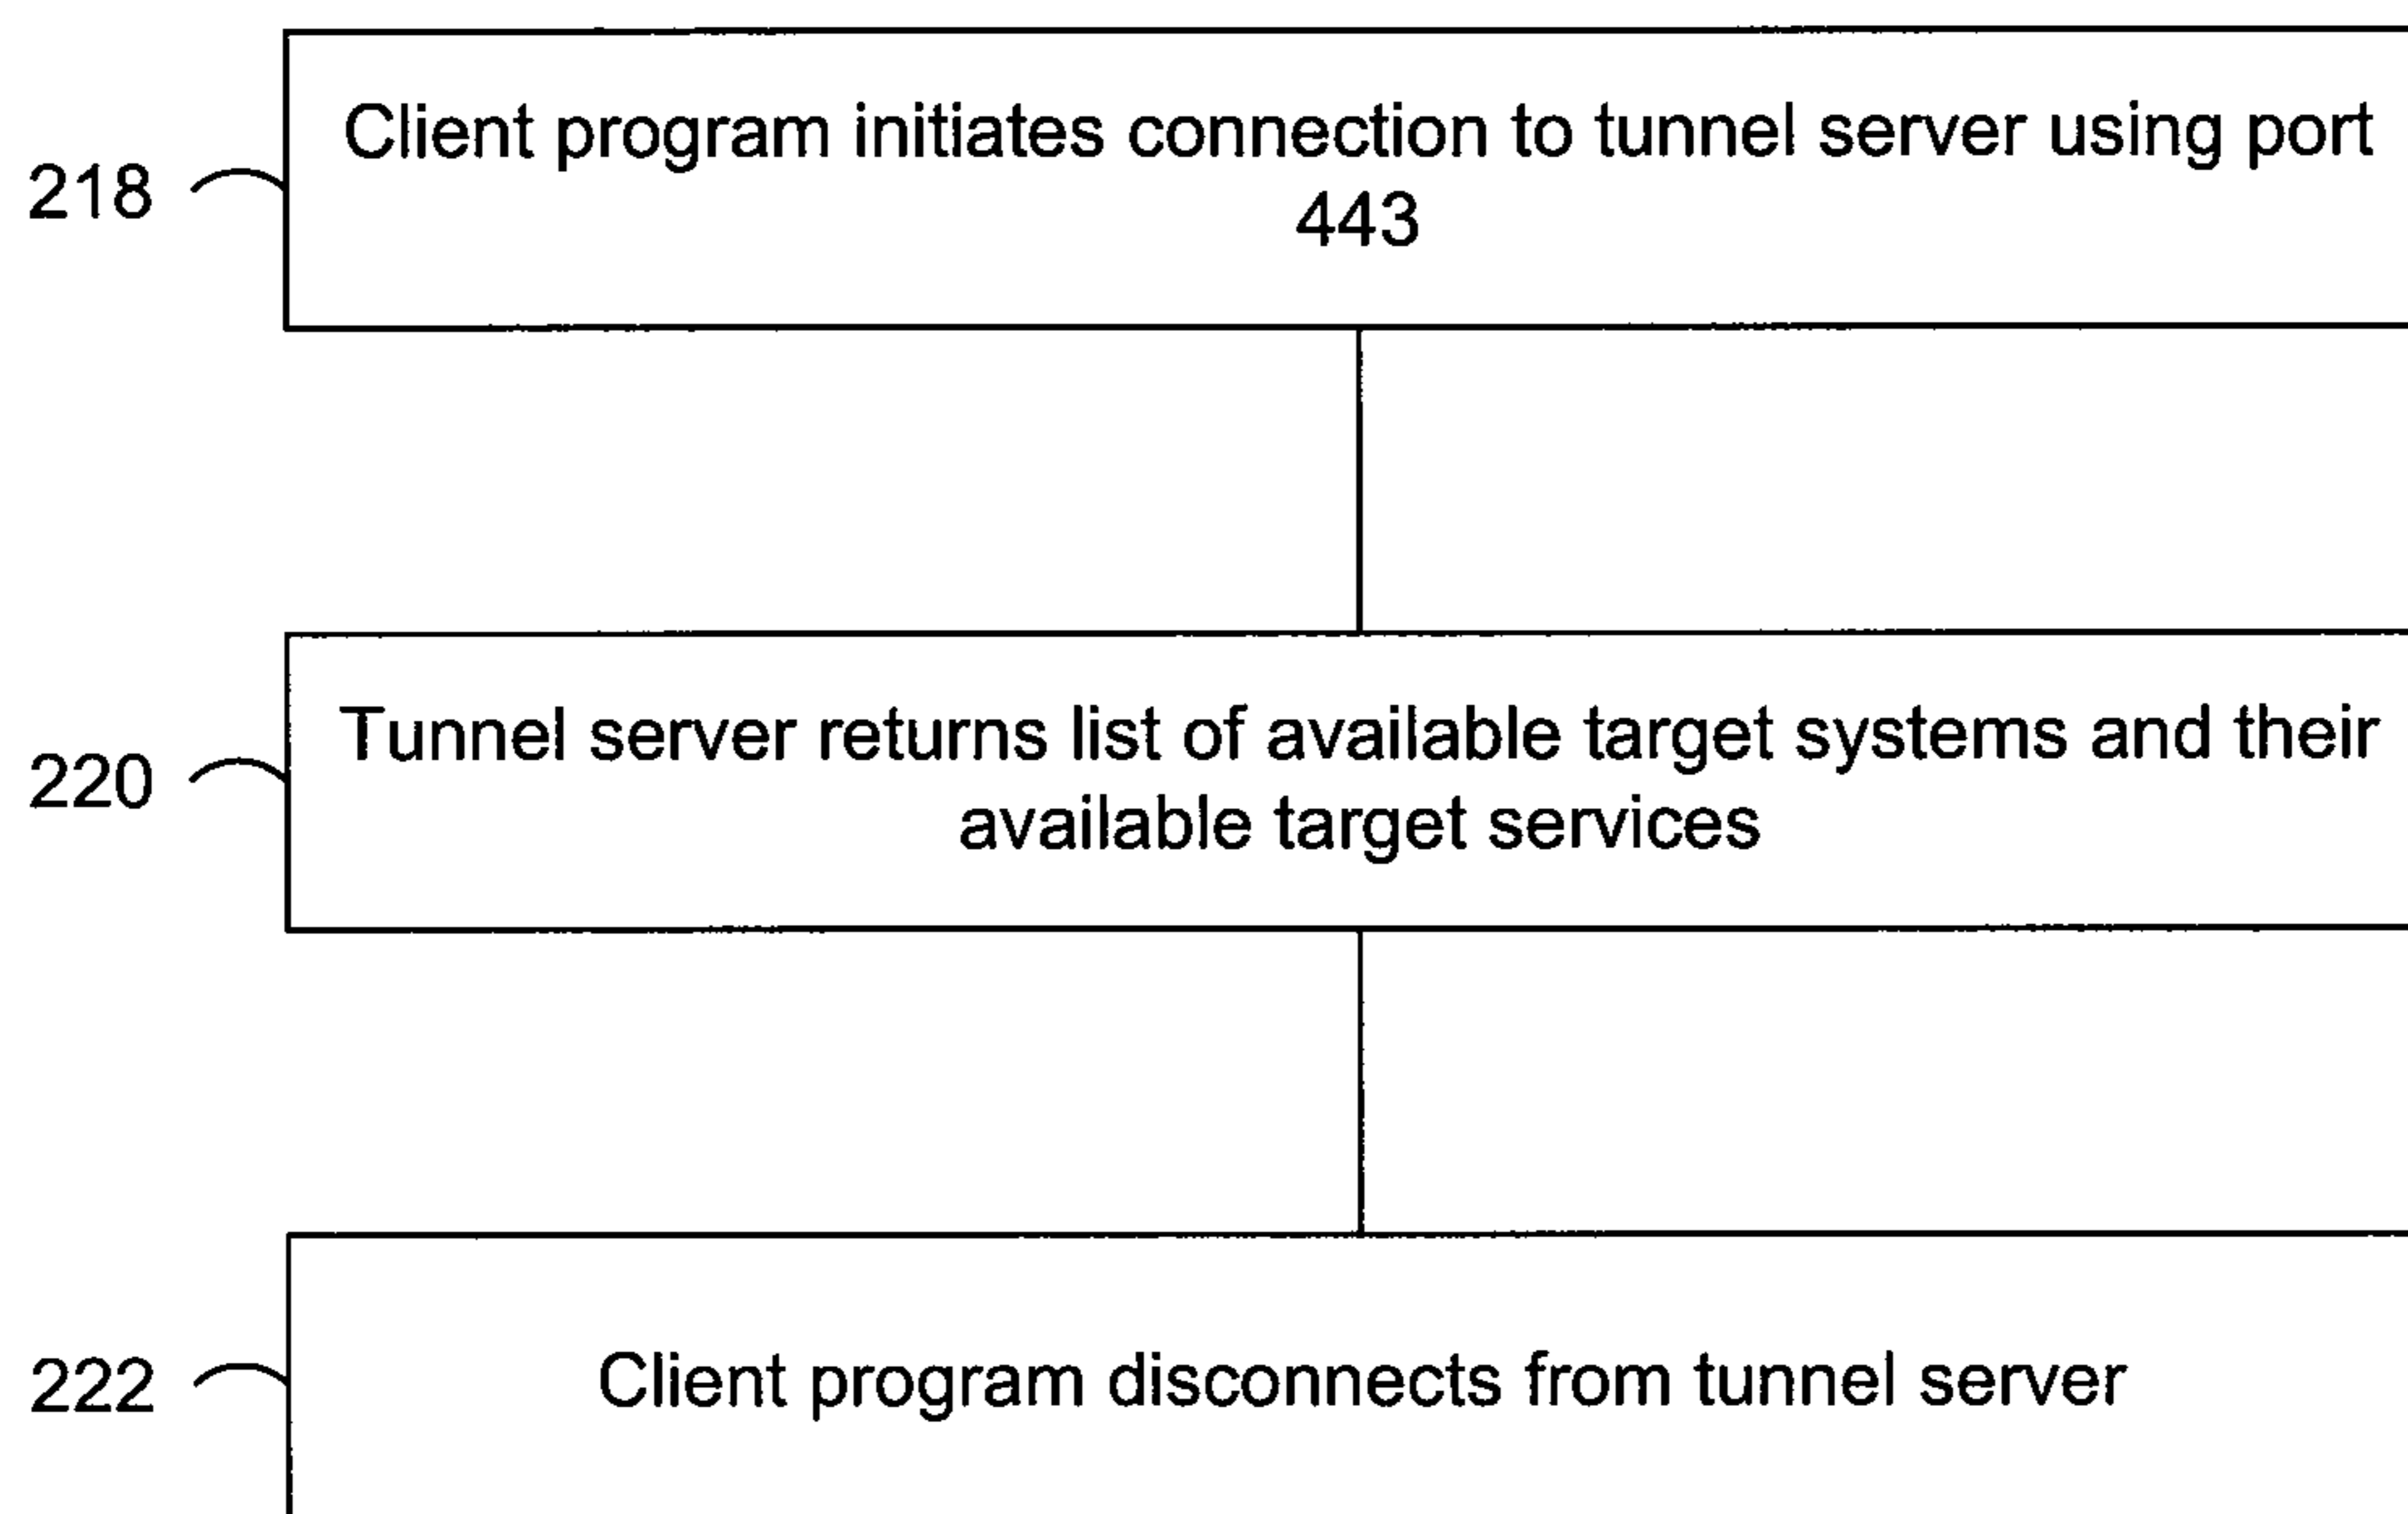 Client program initiates connection to tunnel server using port
218
443
Tunnel server returns list of available target systems and their
220
available target services
222
Client program disconnects from tunnel server